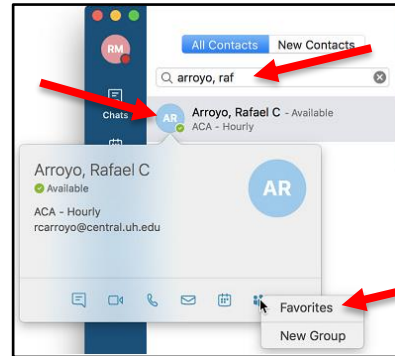 RM
All Contacts New Contacts
arroyo, raf
Chats
AR
Arroyo, Rafael C - Available
ACA - Hourly
Arroyo, Rafael C
Available
AR
ACA - Hourly
rcarroyo@central.uh.edu
Favorites
New Group